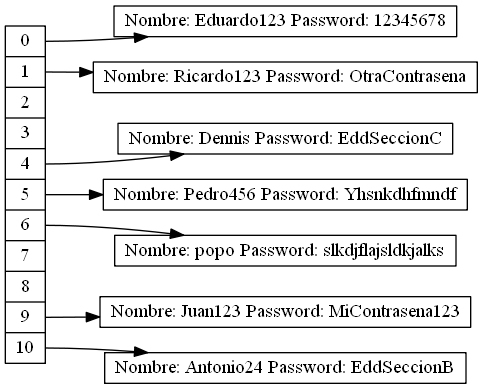 0
Nombre: Eduardo123 Password: 12345678
1
Nombre: Ricardo123 Password: OtraContrasena
2
3
4
Nombre: Dennis Password: EddSeccionC
5
Nombre: Pedro456 Password: Yhsnkdhfmndf
6
Nombre: popo Password: slkdjflajsldkjalks
7
8
9
Nombre: Juan123 Password: MiContrasena123
10
Nombre: Antonio24 Password: EddSeccionB